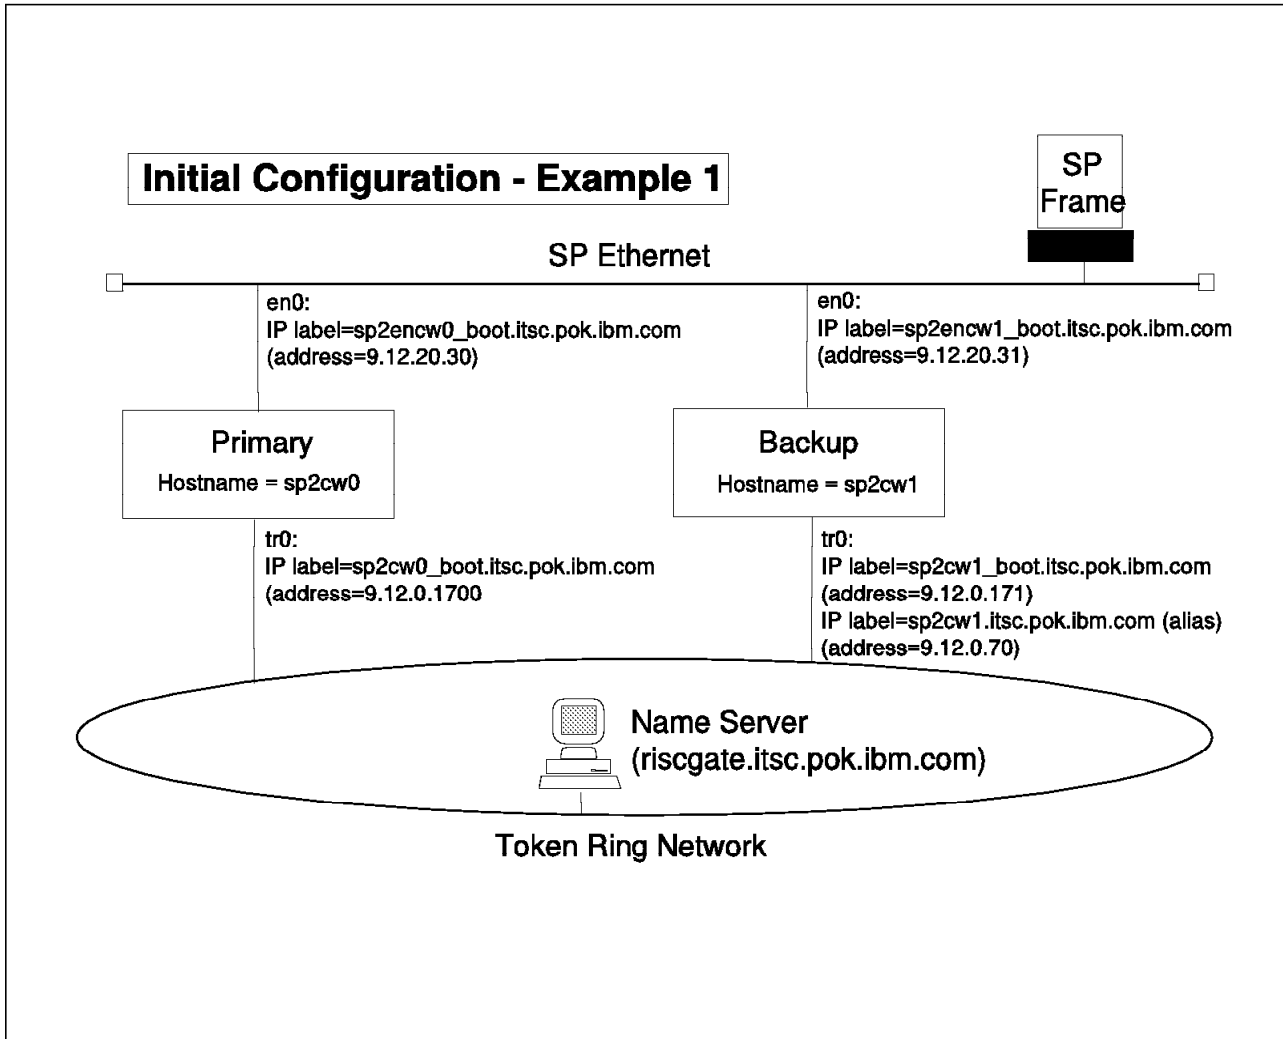 Initial Configuration - Example 1
SP
Frame
SP Ethernet
en0:
IP label=sp2encw0_boot.itsc.pok.ibm.com
(address=9.12.20.30)
en0:
IP label=sp2encw1_boot.itsc.pok.ibm.com
(address=9.12.20.31)
Primary
Hostname = sp2cw0
Backup
Hostname = sp2cw1
tr0:
IP label=sp2cw0_boot.itsc.pok.ibm.com
(address=9.12.0.1700
tr0:
IP label=sp2cw1_boot.itsc.pok.ibm.com
(address=9.12.0.171)
IP label=sp2cw1.itsc.pok.ibm.com (alias)
(address=9.12.0.70)
Name Server
(riscgate.itsc.pok.ibm.com)
Token Ring Network